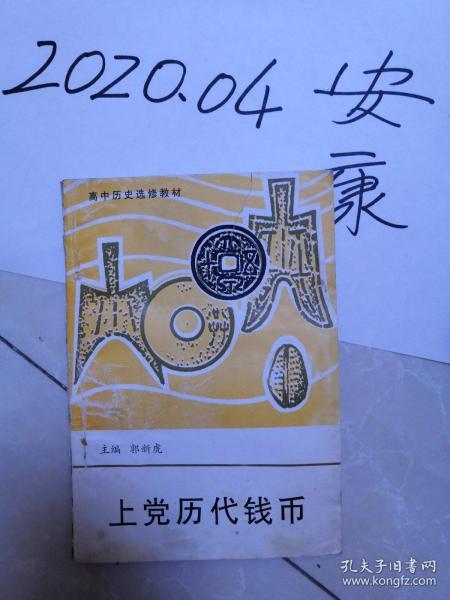 2020.04 安
康
高中历史选修教材
主编 郭新虎
上党历代钱币
孔夫子旧书网
www.kongfz.com